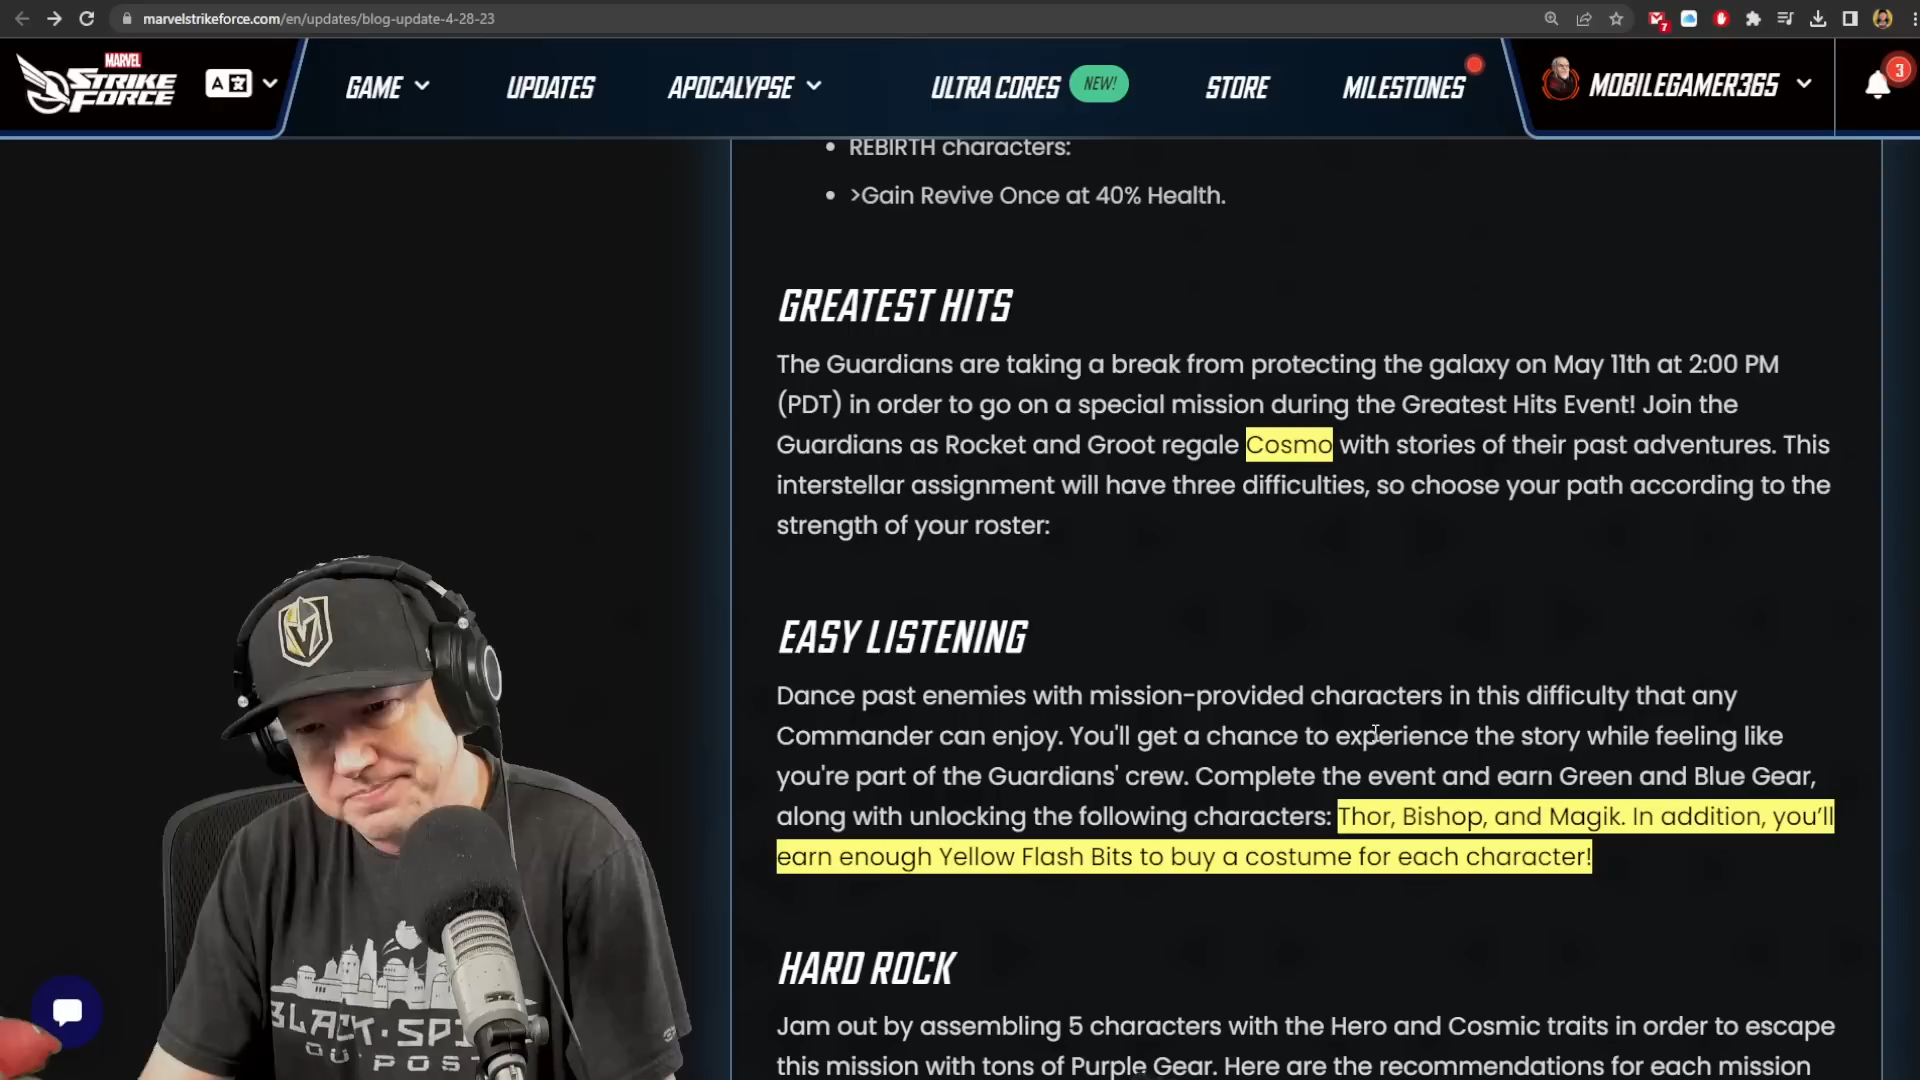 marvelstrikeforce.com/en/updates/blog-update-4-28-23
7
MARVEL
STRIKE
FORCE
A
GAME
UPDATES
APOCALYPSE
ULTRA CORES NEW!
STORE
MILESTONES
MOBILEGAMER365
3
REBIRTH characters:
>Gain Revive Once at 40% Health.
GREATEST HITS
The Guardians are taking a break from protecting the galaxy on May 11th at 2:00 PM
(PDT) in order to go on a special mission during the Greatest Hits Event! Join the
Guardians as Rocket and Groot regale Cosmo with stories of their past adventures. This
interstellar assignment will have three difficulties, so choose your path according to the
strength of your roster:
EASY LISTENING
Dance past enemies with mission-provided characters in this difficulty that any
Commander can enjoy. You'll get a chance to experience the story while feeling like
you're part of the Guardians' crew. Complete the event and earn Green and Blue Gear,
along with unlocking the following characters: Thor, Bishop, and Magik. In addition, you’ll
earn enough Yellow Flash Bits to buy a costume for each character!
HARD ROCK
Jam out by assembling 5 characters with the Hero and Cosmic traits in order to escape
this mission with tons of Purple Gear. Here are the recommendations for each mission
BLACK SPI
OU POS